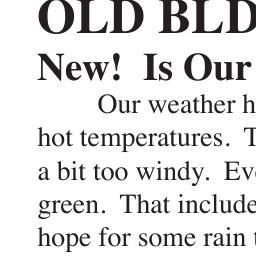 OLD BLD
New!  Is Our
Our weather h
hot temperatures.  T
a bit too windy.  Ev
green.  That include
hope for some rain t